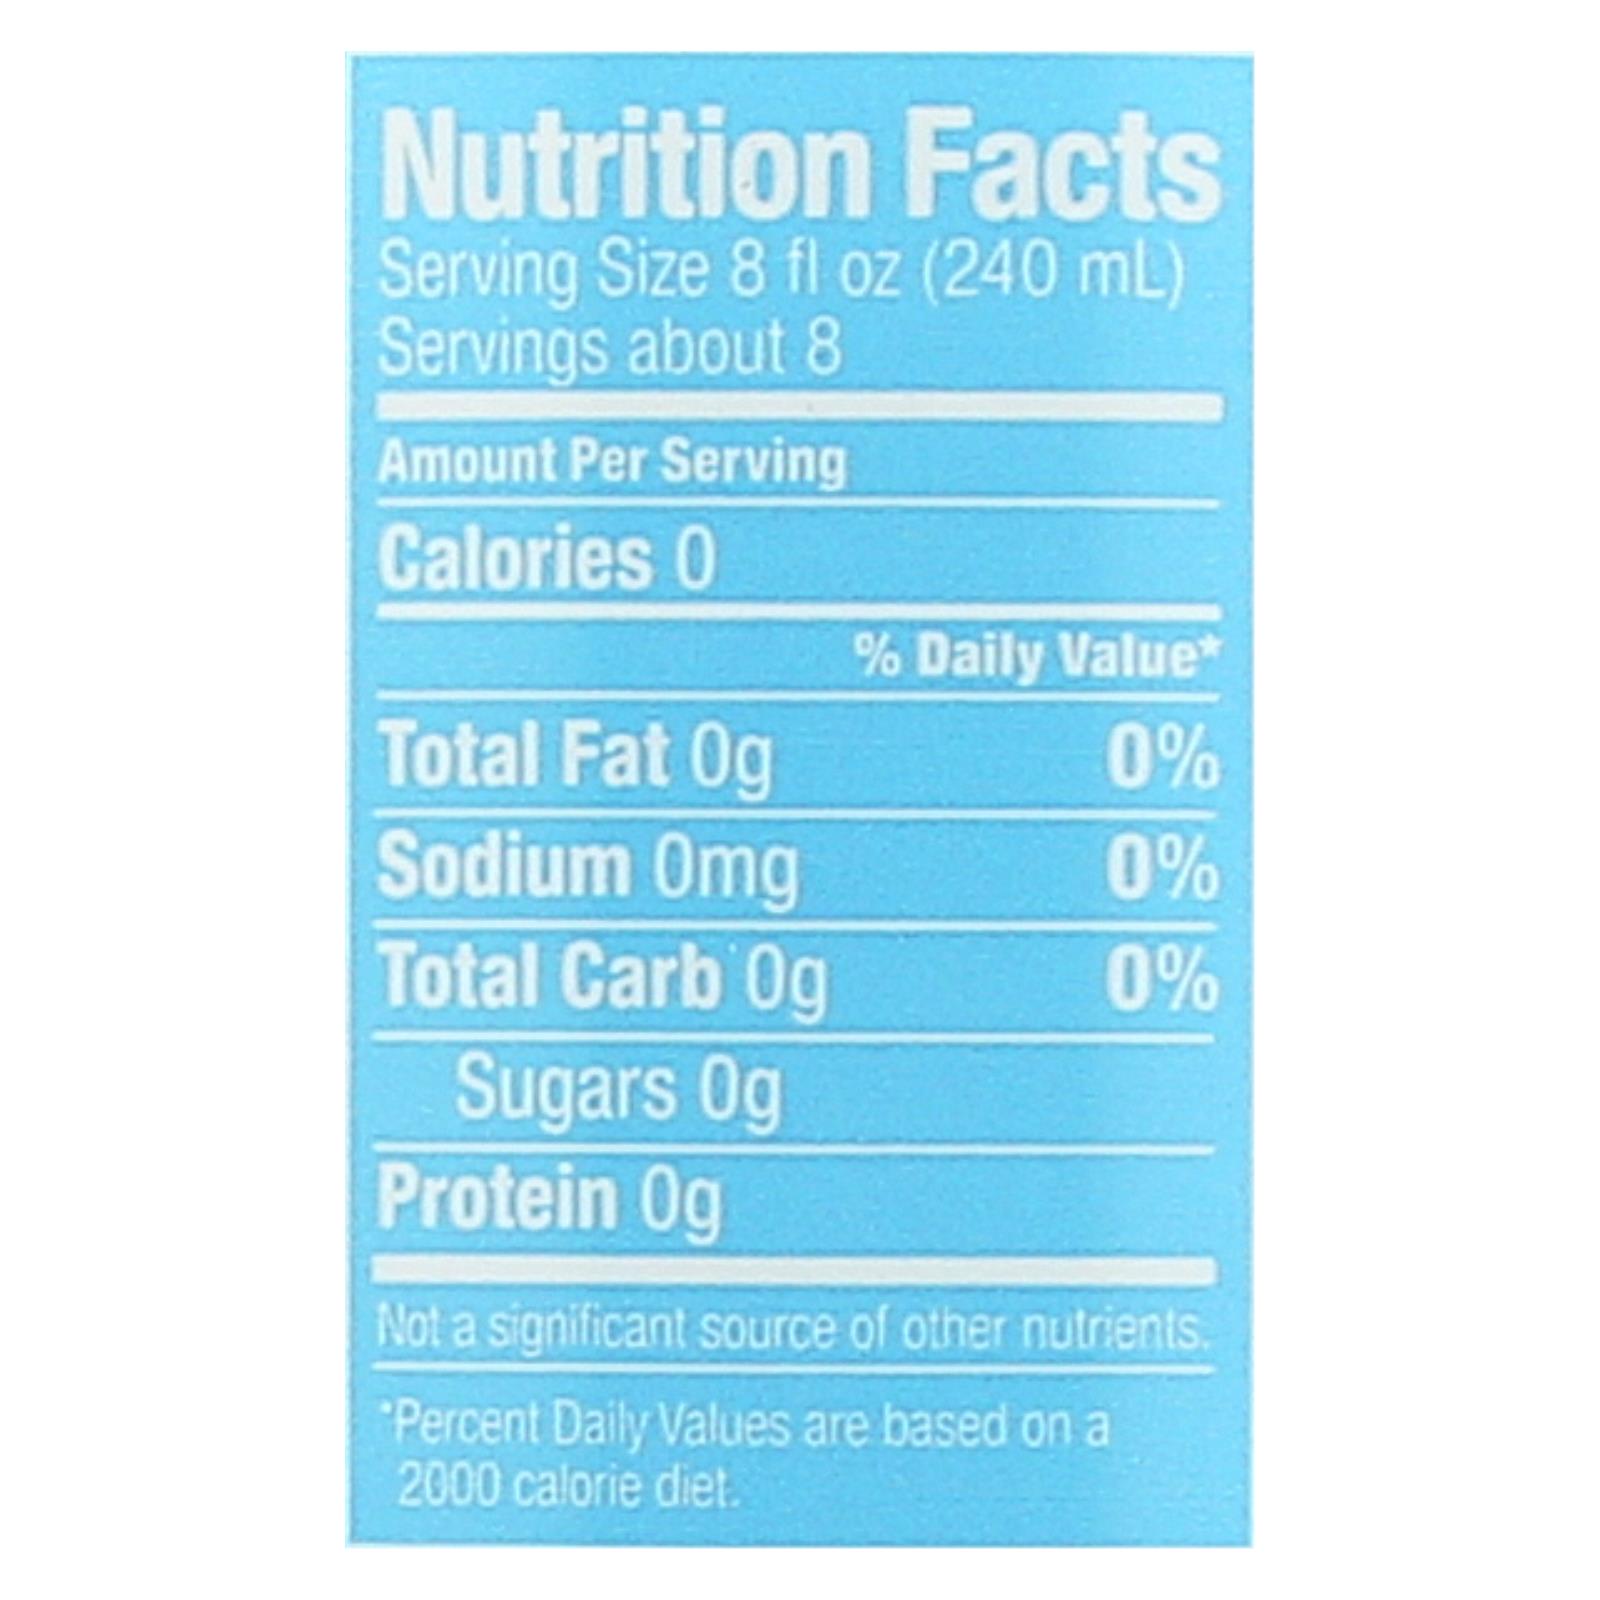 Nutrition Facts
Serving Size 8 fl oz (240 mL)
Servings about 8
Amount Per Serving
Calories 0
% Daily Value*
Total Fat 0g 0%
Sodium 0mg 0%
Total Carb 0g 0%
Sugars 0g
Protein 0g
Not a significant source of other nutrients.
*Percent Daily Values are based on a
2000 calorie diet.